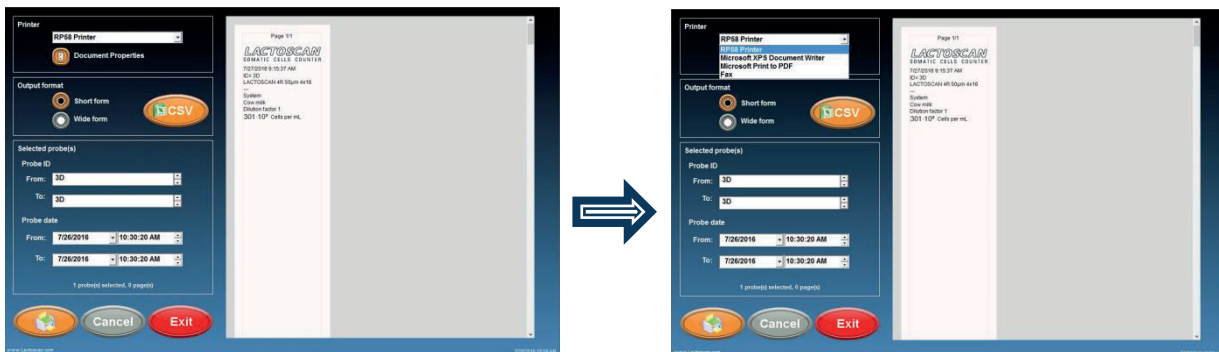 Printer
RP58 Printer
Document Properties
Output format
Short form
Wide form
CSV
Selected probe(s)
Probe ID
From: 3D
To: 3D
Probe date
From: 7/26/2016 10:30:20 AM
To: 7/26/2016 10:30:20 AM
1 probe(s) selected, 0 page(s)
Cancel
Exit
www.Lactoscan.com
Page 1/1
LACTOSCAN
SOMATIC CELLS COUNTER
7/27/2016 9:15:37 AM
ID= 3D
LACTOSCAN 4R 50µm 4x16
---
System:
Cow milk
Dilution factor 1
Cells per mL
Printer
RP58 Printer
RP58 Printer
Microsoft XPS Document Writer
Microsoft Print to PDF
Fax
Output format
Short form
Wide form
CSV
Selected probe(s)
Probe ID
From: 3D
To: 3D
Probe date
From: 7/26/2016 10:30:20 AM
To: 7/26/2016 10:30:20 AM
1 probe(s) selected, 0 page(s)
Cancel
Exit
www.Lactoscan.com
Page 1/1
LACTOSCAN
SOMATIC CELLS COUNTER
7/27/2016 9:15:37 AM
ID= 3D
LACTOSCAN 4R 50µm 4x16
---
System:
Cow milk
Dilution factor 1
Cells per mL